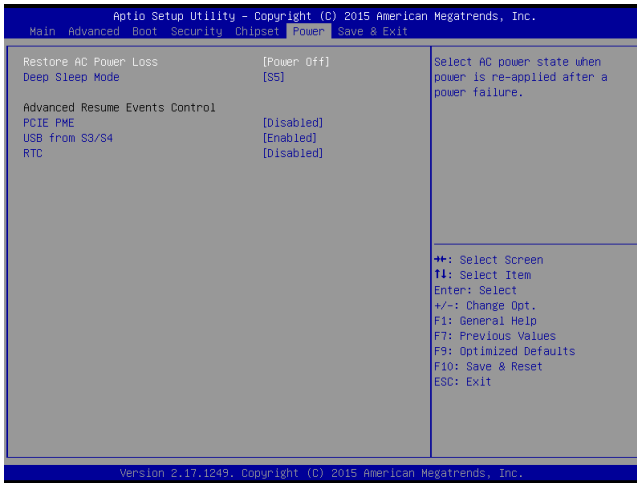 Aptio Setup Utility – Copyright (C) 2015 American Megatrends, Inc.
Main Advanced Boot Security Chipset Power Save & Exit
Restore AC Power Loss [Power Off]
Deep Sleep Mode [S5]
Advanced Resume Events Control
PCIE PME [Disabled]
USB from S3/S4 [Enabled]
RTC [Disabled]
Select AC power state when
power is re-applied after a
power failure.
→←: Select Screen
↑↓: Select Item
Enter: Select
+/-: Change Opt.
F1: General Help
F7: Previous Values
F9: Optimized Defaults
F10: Save & Reset
ESC: Exit
Version 2.17.1249. Copyright (C) 2015 American Megatrends, Inc.